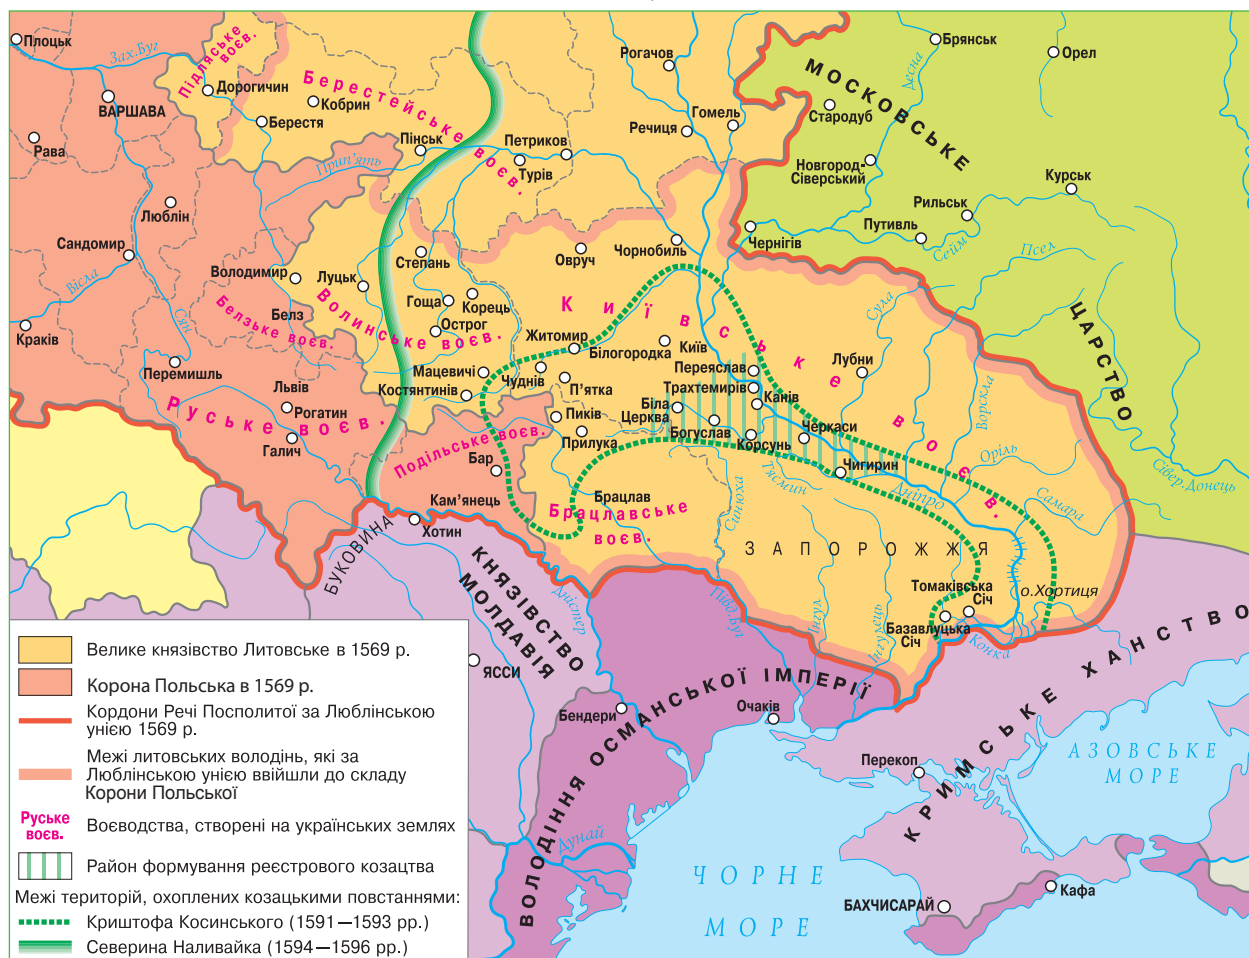 Плоцьк
Зах.Буг
Підляське
воєв.
Дорогичин
ВАРШАВА
Берестейське воєв.
Кобрин
Берестя
Рава
Пінськ
Прип'ять
Петриков
Турів
Рогачов
Речиця
Гомель
Десна
Брянськ
Орел
МОСКОВСЬКЕ
ЦАРСТВО
Стародуб
Новгород-
Сіверський
Курськ
Рильськ
Путивль
Сейм
Псел
Чернігів
Люблін
Сандомир
Вісла
Сян
Краків
Володимир
Белз
Белзьке воєв.
Луцьк
Волинське воєв.
Степань
Гоща
Корець
Острог
Мацевичі
Костянтинів
Овруч
Чорнобиль
Київське воєв.
Житомир
Білогородка
Київ
Чуднів
П'ятка
Переяслав
Трахтемирів
Канів
Лубни
Сула
Ворскла
Перемишль
Львів
Рогатин
Руське воєв.
Галич
Подільське воєв.
Бар
Кам'янець
Пиків
Прилука
Біла
Церква
Богуслав
Корсунь
Черкаси
Чигирин
Тясмин
Синюха
Дніпро
Оріль
Самара
Сівер.Донець
Брацлав
Брацлавське
воєв.
ЗАПОРОЖЖЯ
Томаківська
Січ
о.Хортиця
Базавлуцька
Січ
Конка
Хотин
БУКОВИНА
КНЯЗІВСТВО
МОЛДАВІЯ
Дністер
Півд.Буг
Інгул
Інгулець
ЯССИ
Бендери
Очаків
ВОЛОДІННЯ ОСМАНСЬКОЇ ІМПЕРІЇ
КРИМСЬКЕ ХАНСТВО
Перекоп
АЗОВСЬКЕ
МОРЕ
Дунай
ЧОРНЕ
МОРЕ
БАХЧИСАРАЙ
Кафа
Велике князівство Литовське в 1569 р.
Корона Польська в 1569 р.
Кордони Речі Посполитої за Люблінською
унією 1569 р.
Межі литовських володінь, які за
Люблінською унією ввійшли до складу
Корони Польської
Руське
воєв.
Воєводства, створені на українських землях
Район формування реєстрового козацтва
Межі територій, охоплених козацькими повстаннями:
Криштофа Косинського (1591—1593 рр.)
Северина Наливайка (1594—1596 рр.)